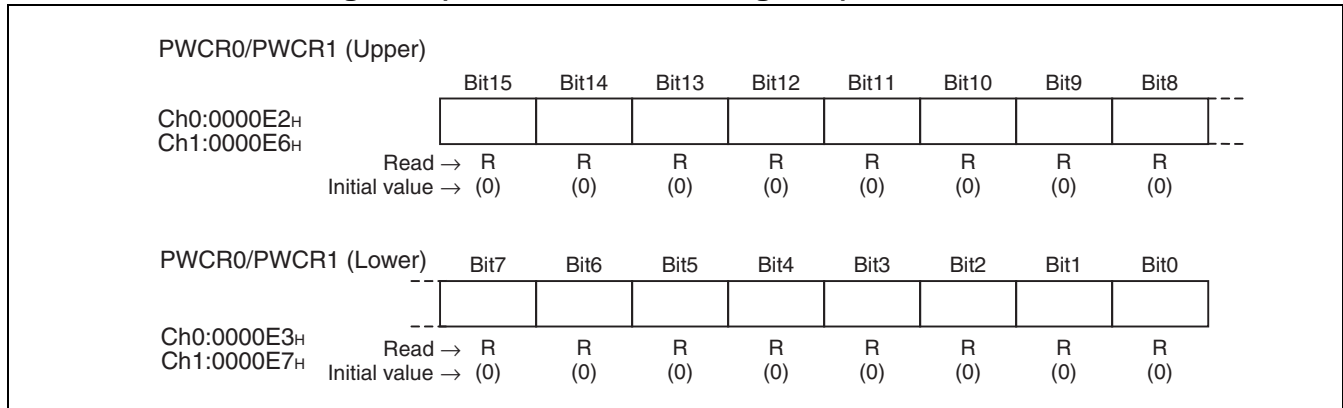 PWCR0/PWCR1 (Upper)
Bit15 Bit14 Bit13 Bit12 Bit11 Bit10 Bit9 Bit8
Ch0:0000E2H
Ch1:0000E6H
Read → R R R R R R R R
Initial value → (0) (0) (0) (0) (0) (0) (0) (0)
PWCR0/PWCR1 (Lower)
Bit7 Bit6 Bit5 Bit4 Bit3 Bit2 Bit1 Bit0
Ch0:0000E3H
Ch1:0000E7H
Read → R R R R R R R R
Initial value → (0) (0) (0) (0) (0) (0) (0) (0)